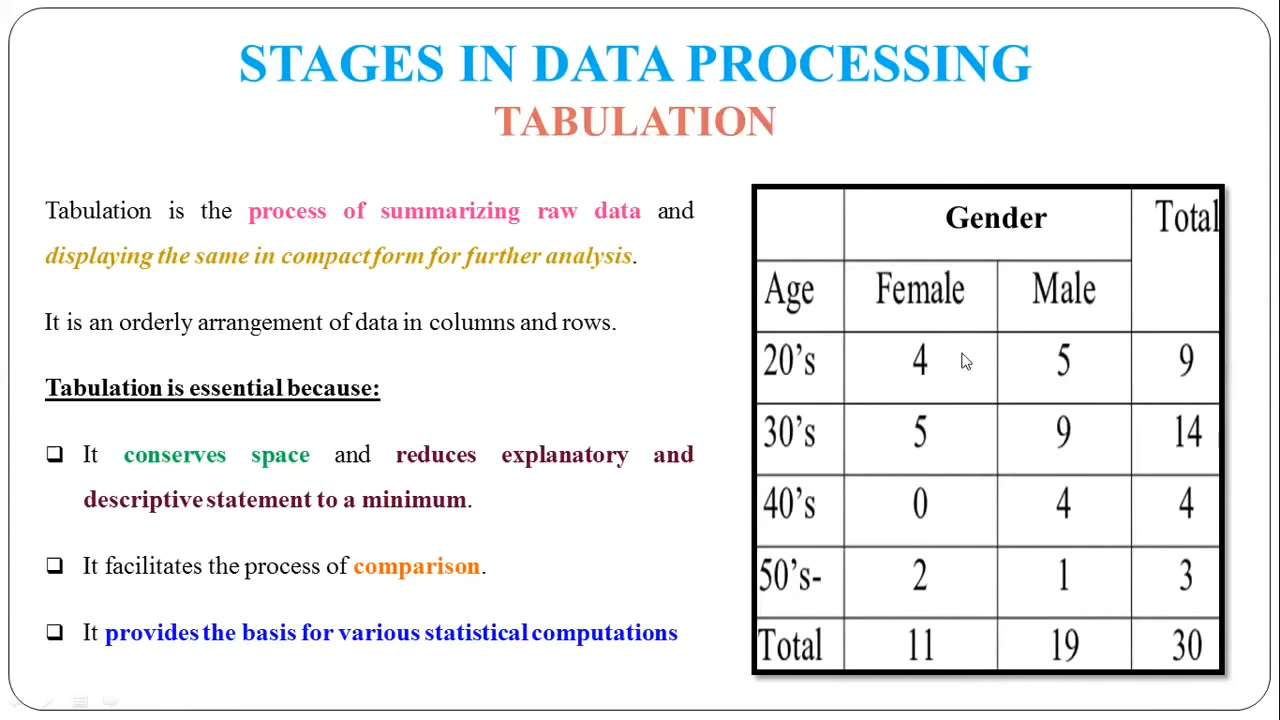 STAGES IN DATA PROCESSING
TABULATION
Tabulation is the process of summarizing raw data and
displaying the same in compact form for further analysis.
It is an orderly arrangement of data in columns and rows.
Tabulation is essential because:
It conserves space and reduces explanatory and
descriptive statement to a minimum.
It facilitates the process of comparison.
It provides the basis for various statistical computations
Gender Total
Age Female Male
20's 4 5 9
30's 5 9 14
40's 0 4 4
50's- 2 1 3
Total 11 19 30